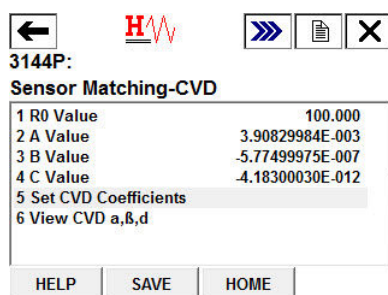 H
3144P:
Sensor Matching-CVD
1 R0 Value 100.000
2 A Value 3.90829984E-003
3 B Value -5.77499975E-007
4 C Value -4.18300030E-012
5 Set CVD Coefficients
6 View CVD a,ß,d
HELP SAVE HOME